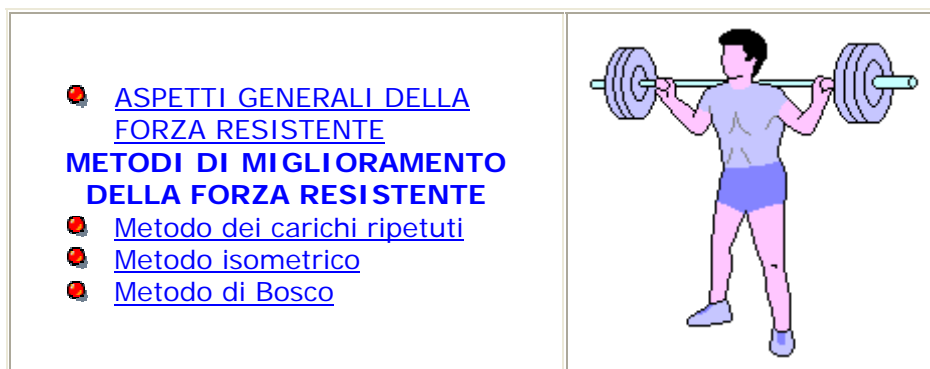 ASPETTI GENERALI DELLA
FORZA RESISTENTE
METODI DI MIGLIORAMENTO
DELLA FORZA RESISTENTE
Metodo dei carichi ripetuti
Metodo isometrico
Metodo di Bosco